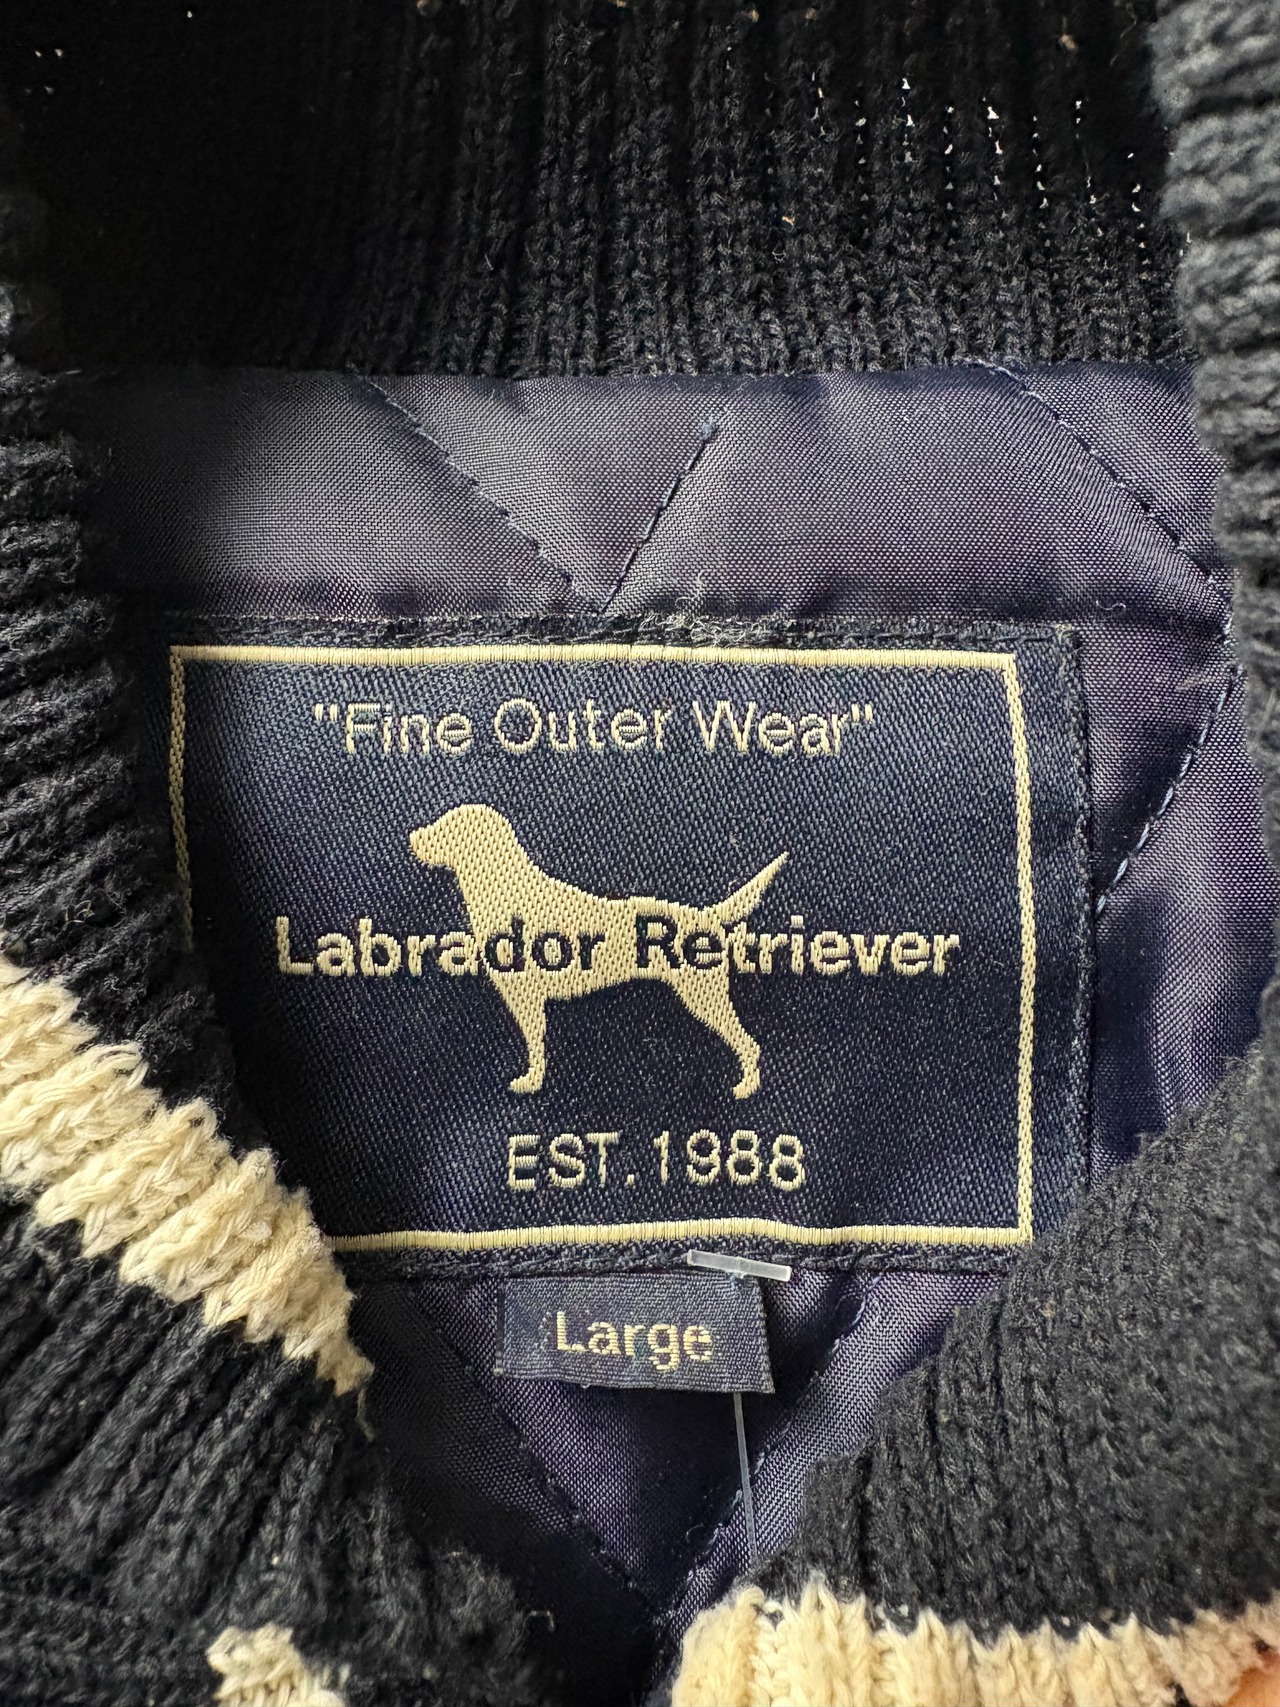 "Fine Outer Wear"
Labrador Retriever
EST.1988
Large